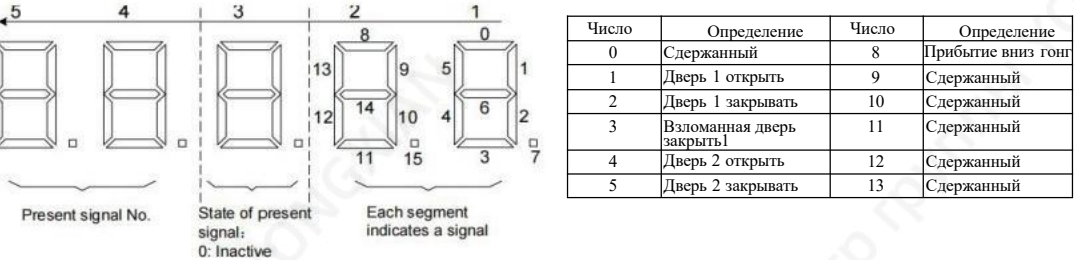 5 4 3 2 1
8 0
13 9 5 1
14 6
12 10 4 2
11 15 3 7
Present signal No.
State of present
signal:
0: Inactive
Each segment
indicates a signal
Число Определение Число Определение
0 Сдержанный 8 Прибытие вниз гонг
1 Дверь 1 открыть 9 Сдержанный
2 Дверь 1 закрывать 10 Сдержанный
3 Взломанная дверь
закрыть1 11 Сдержанный
4 Дверь 2 открыть 12 Сдержанный
5 Дверь 2 закрывать 13 Сдержанный